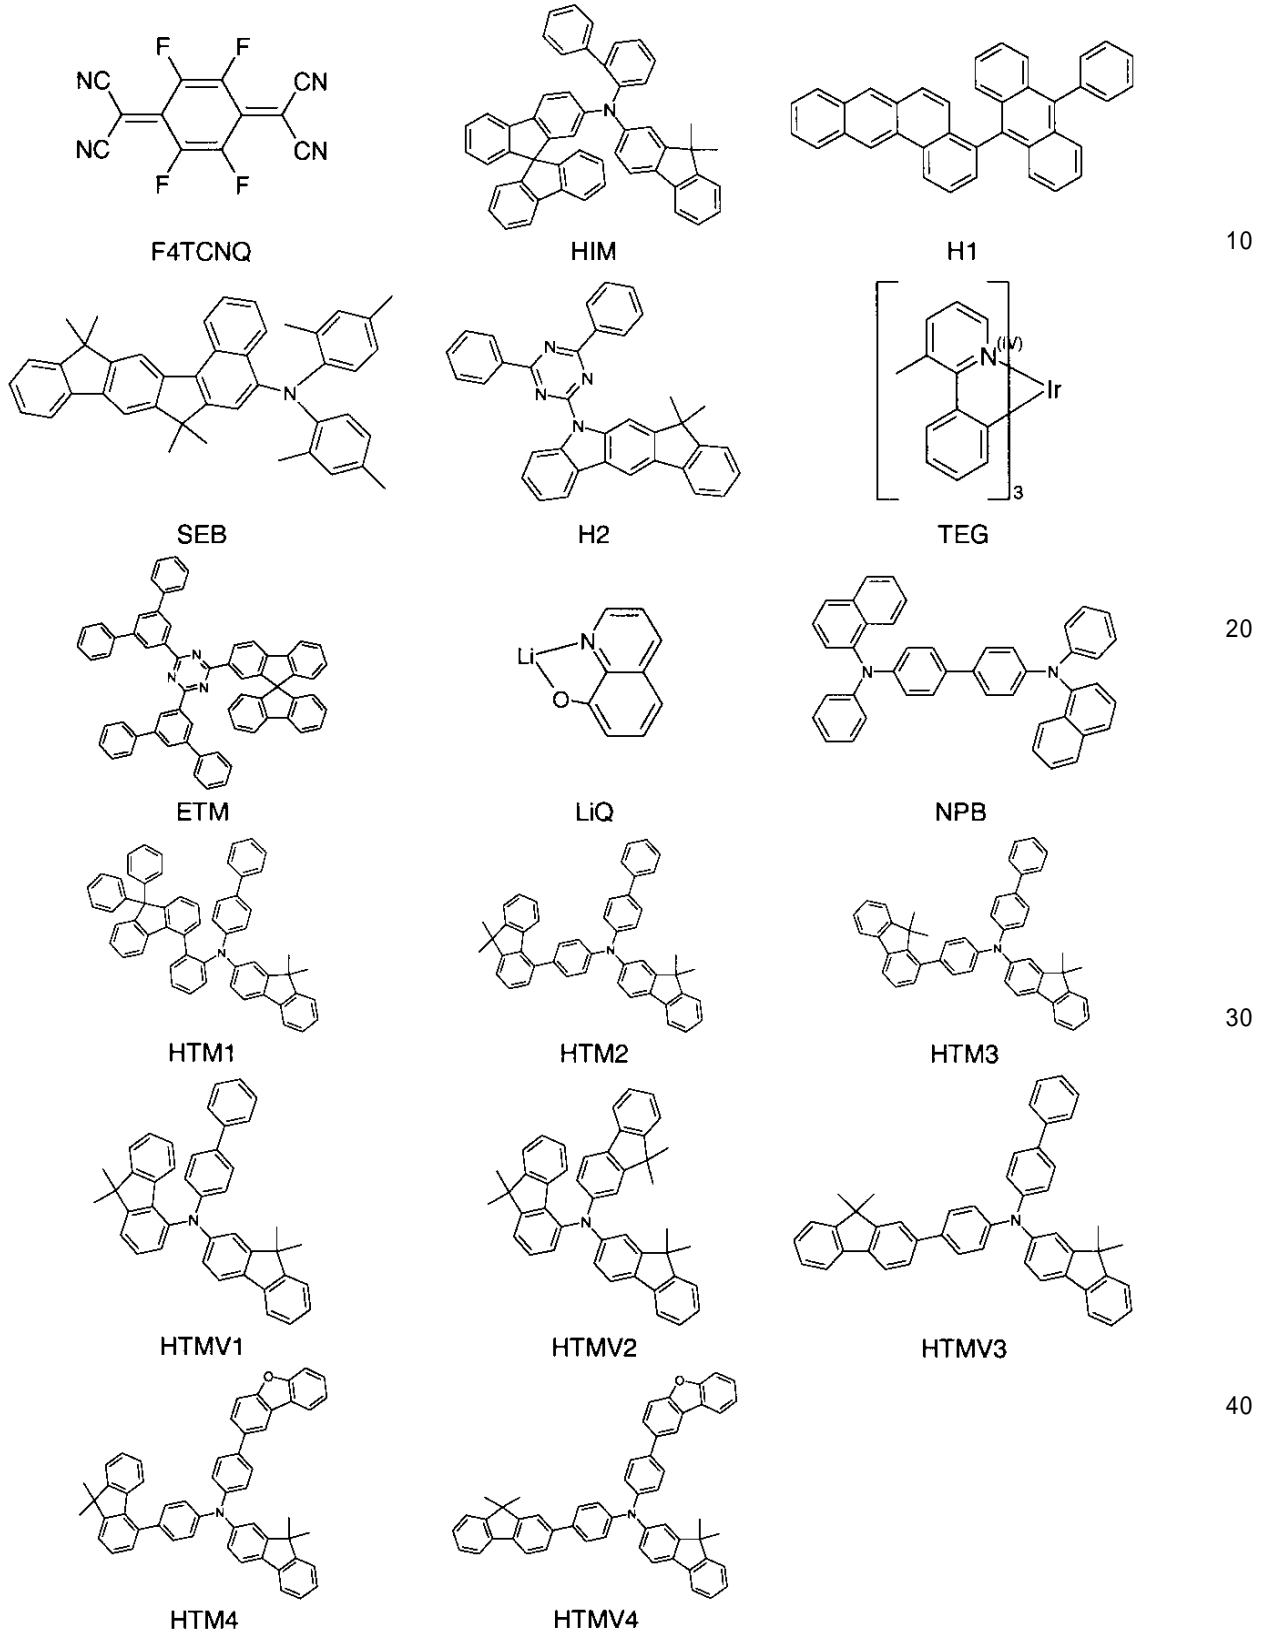 F F
NC CN
NC CN
F F
N
F4TCNQ HIM H1
10
N N N
N N
N
N(iV)
Ir
3
SEB H2 TEG
N N
N
Li N
O
N N
20
ETM LiQ NPB
N N N
30
HTM1 HTM2 HTM3
N N N
HTMV1 HTMV2 HTMV3
O O
40
N N
HTM4 HTMV4